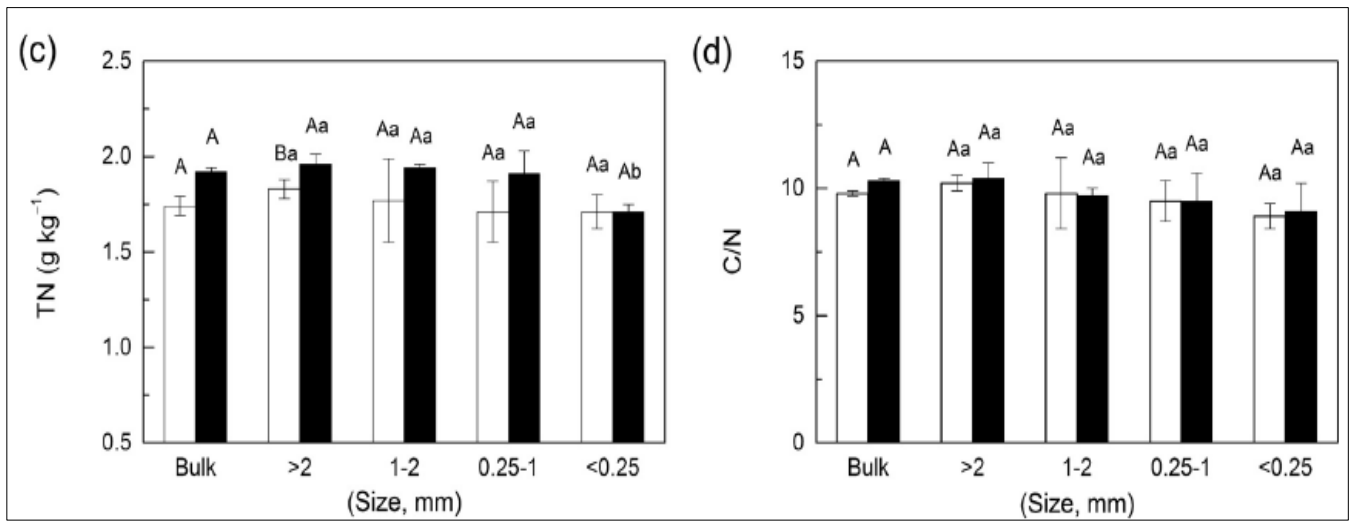 (c)
2.5
2.0
1.5
1.0
0.5
TN (g kg⁻¹)
A A Ba Aa Aa Aa Aa Aa Aa Ab
Bulk >2 1-2 0.25-1 <0.25
(Size, mm)
(d)
15
10
5
0
C/N
A A Aa Aa Aa Aa Aa Aa Aa Aa
Bulk >2 1-2 0.25-1 <0.25
(Size, mm)